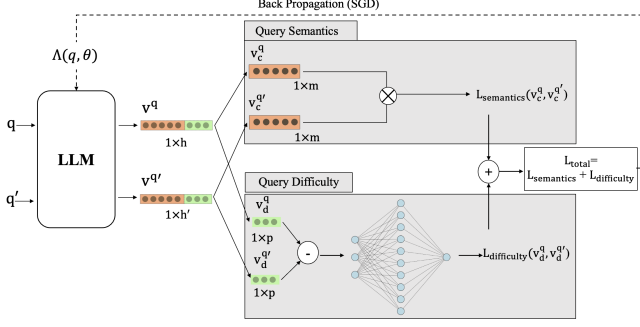 Back Propagation (SGD)
Λ(q, θ)
q
q′
LLM
v^q
1×h
v^q′
1×h′
Query Semantics
v_c^q
1×m
v_c^q′
1×m
L_semantics(v_c^q, v_c^q′)
Query Difficulty
v_d^q
1×p
v_d^q′
1×p
-
L_difficulty(v_d^q, v_d^q′)
+
L_total=
L_semantics + L_difficulty